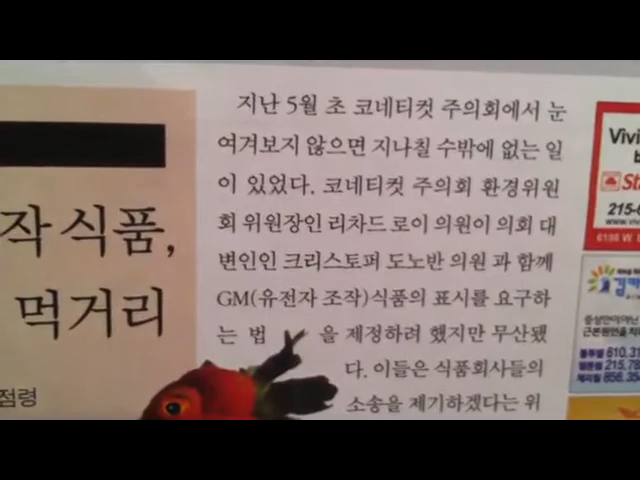 작 식품,
먹거리
점령
지난 5월 초 코네티컷 주의회에서 눈
여겨보지 않으면 지나칠 수밖에 없는 일
이 있었다. 코네티컷 주의회 환경위원
회 위원장인 리차드 로이 의원이 의회 대
변인인 크리스토퍼 도노반 의원 과 함께
GM(유전자 조작)식품의 표시를 요구하
는 법 을 제정하려 했지만 무산됐
다. 이들은 식품회사들의
소송을 제기하겠다는 위
Vivi
Sta
215-6
www.viv
6196 W.